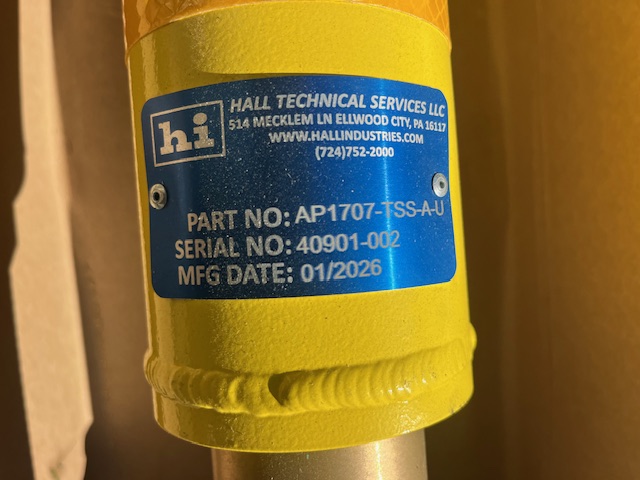 hi
HALL TECHNICAL SERVICES LLC
514 MECKLEM LN ELLWOOD CITY, PA 16117
WWW.HALLINDUSTRIES.COM
(724)752-2000
PART NO: AP1707-TSS-A-U
SERIAL NO: 40901-002
MFG DATE: 01/2026